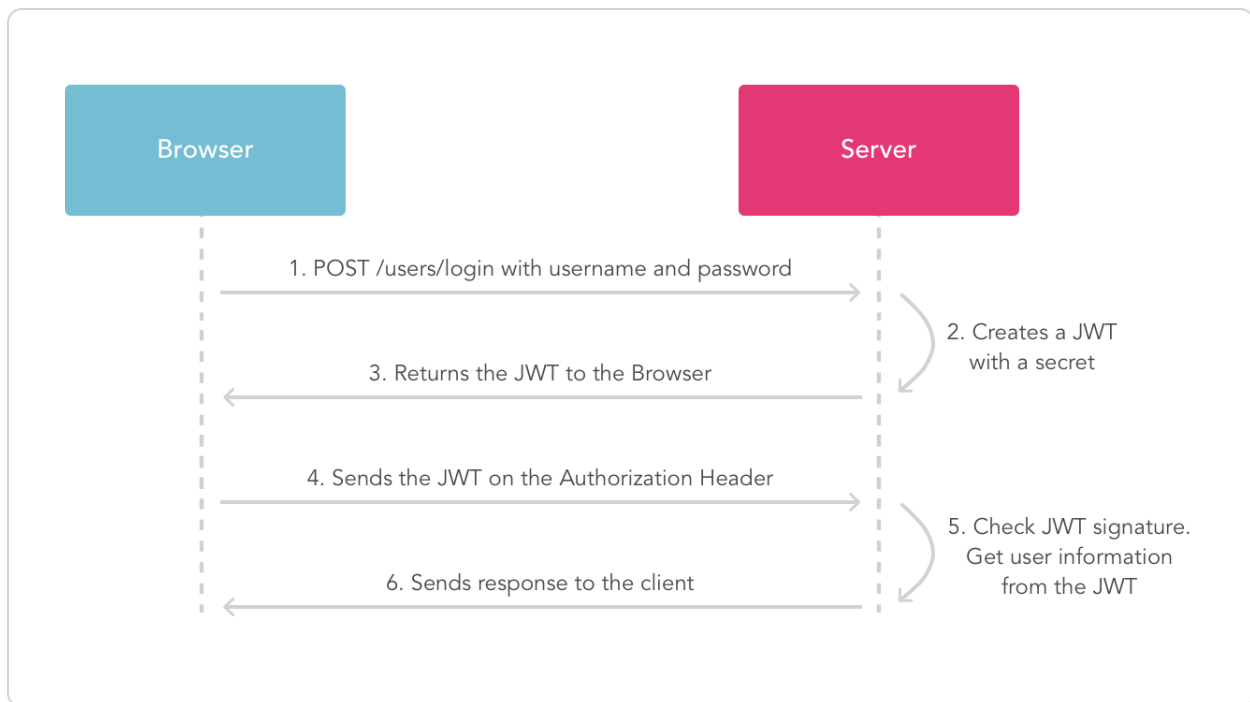 Browser
Server
1. POST /users/login with username and password
2. Creates a JWT
with a secret
3. Returns the JWT to the Browser
4. Sends the JWT on the Authorization Header
5. Check JWT signature.
Get user information
from the JWT
6. Sends response to the client